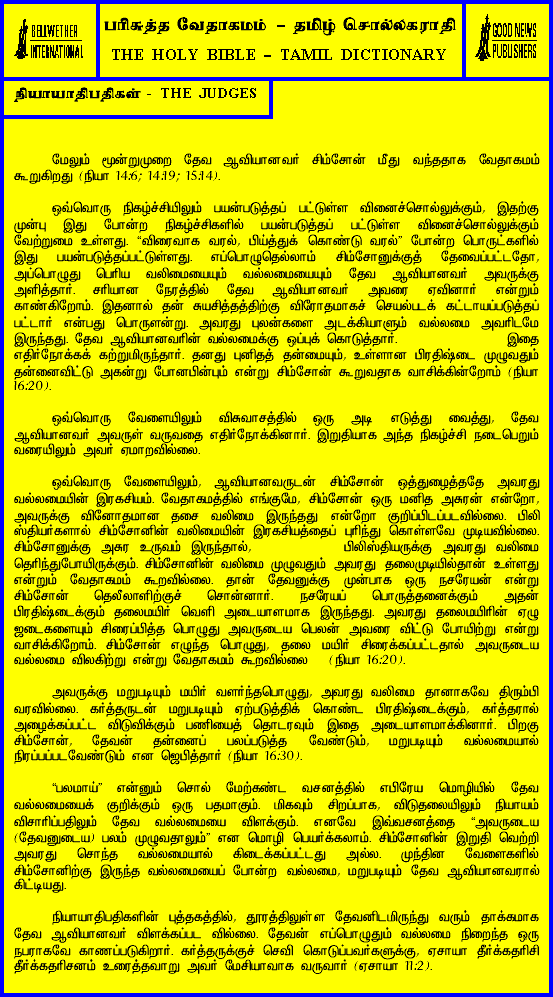 BELLWETHER
INTERNATIONAL
பரிசுத்த வேதாகமம் – தமிழ் சொல்லகராதி
THE HOLY BIBLE – TAMIL DICTIONARY
GOOD NEWS
PUBLISHERS
நியாயாதிபதிகள் - THE JUDGES
மேலும் மூன்றுமுறை தேவ ஆவியானவர் சிம்சோன் மீது வந்ததாக வேதாகமம்
கூறுகிறது (நியா 14:6; 14:19; 15:14).
ஒவ்வொரு நிகழ்ச்சியிலும் பயன்படுத்தப் பட்டுள்ள வினைச்சொல்லுக்கும், இதற்கு
முன்பு இது போன்ற நிகழ்ச்சிகளில் பயன்படுத்தப் பட்டுள்ள வினைச்சொல்லுக்கும்
வேற்றுமை உள்ளது. “விரைவாக வரல், பிய்த்துக் கொண்டு வரல்” போன்ற பொருட்களில்
இது பயன்படுத்தப்பட்டுள்ளது. எப்பொழுதெல்லாம் சிம்சோனுக்குத் தேவைப்பட்டதோ,
அப்பொழுது பெரிய வலிமையையும் வல்லமையையும் தேவ ஆவியானவர் அவருக்கு
அளித்தார். சரியான நேரத்தில் தேவ ஆவியானவர் அவரை ஏவினார் என்றும்
காண்கிறோம். இதனால் தன் சுயசித்தத்திற்கு விரோதமாகச் செயல்படக் கட்டாயப்படுத்தப்
பட்டார் என்பது பொருளன்று. அவரது புலன்களை அடக்கியாளும் வல்லமை அவரிடமே
இருந்தது. தேவ ஆவியானவரின் வல்லமைக்கு ஒப்புக் கொடுத்தார். இதை
எதிர்நோக்கக் கற்றுமிருந்தார். தனது புனிதத் தன்மையும், உள்ளான பிரதிஷ்டை முழுவதும்
தன்னைவிட்டு அகன்று போனபின்பும் என்று சிம்சோன் கூறுவதாக வாசிக்கின்றோம் (நியா
16:20).
ஒவ்வொரு வேளையிலும் விசுவாசத்தில் ஒரு அடி எடுத்து வைத்து, தேவ
ஆவியானவர் அவருள் வருவதை எதிர்நோக்கினார். இறுதியாக அந்த நிகழ்ச்சி நடைபெறும்
வரையிலும் அவர் ஏமாறவில்லை.
ஒவ்வொரு வேளையிலும், ஆவியானவருடன் சிம்சோன் ஒத்துழைத்ததே அவரது
வல்லமையின் இரகசியம். வேதாகமத்தில் எங்குமே, சிம்சோன் ஒரு மனித அசுரன் என்றோ,
அவருக்கு வினோதமான தசை வலிமை இருந்தது என்றோ குறிப்பிடப்படவில்லை. பிலி
ஸ்தியர்களால் சிம்சோனின் வலிமையின் இரகசியத்தைப் புரிந்து கொள்ளவே முடியவில்லை.
சிம்சோனுக்கு அசுர உருவம் இருந்தால், பிலிஸ்தியருக்கு அவரது வலிமை
தெரிந்துபோயிருக்கும். சிம்சோனின் வலிமை முழுவதும் அவரது தலைமுடியில்தான் உள்ளது
என்றும் வேதாகமம் கூறவில்லை. தான் தேவனுக்கு முன்பாக ஒரு நசரேயன் என்று
சிம்சோன் தெலீலாளிற்குச் சொன்னார். நசரேயப் பொருத்தனைக்கும் அதன்
பிரதிஷ்டைக்கும் தலைமயிர் வெளி அடையாளமாக இருந்தது. அவரது தலைமயிரின் ஏழு
ஜடைகளையும் சிரைப்பித்த பொழுது அவருடைய பெலன் அவரை விட்டு போயிற்று என்று
வாசிக்கிறோம். சிம்சோன் எழுந்த பொழுது, தலை மயிர் சிரைக்கப்பட்டதால் அவருடைய
வல்லமை விலகிற்று என்று வேதாகமம் கூறவில்லை (நியா 16:20).
அவருக்கு மறுபடியும் மயிர் வளர்ந்தபொழுது, அவரது வலிமை தானாகவே திரும்பி
வரவில்லை. கர்த்தருடன் மறுபடியும் ஏற்படுத்திக் கொண்ட பிரதிஷ்டைக்கும், கர்த்தரால்
அழைக்கப்பட்ட விடுவிக்கும் பணியைத் தொடரவும் இதை அடையாளமாக்கினார். பிறகு
சிம்சோன், தேவன் தன்னைப் பலப்படுத்த வேண்டும், மறுபடியும் வல்லமையால்
நிரப்பப்படவேண்டும் என ஜெபித்தார் (நியா 16:30).
“பலமாய்” என்னும் சொல் மேற்கண்ட வசனத்தில் எபிரேய மொழியில் தேவ
வல்லமையைக் குறிக்கும் ஒரு பதமாகும். மிகவும் சிறப்பாக, விடுதலையிலும் நியாயம்
விசாரிப்பதிலும் தேவ வல்லமையை விளக்கும். எனவே இவ்வசனத்தை “அவருடைய
(தேவனுடைய) பலம் முழுவதாலும்” என மொழி பெயர்க்கலாம். சிம்சோனின் இறுதி வெற்றி
அவரது சொந்த வல்லமையால் கிடைக்கப்பட்டது அல்ல. முந்தின வேளைகளில்
சிம்சோனிற்கு இருந்த வல்லமையைப் போன்ற வல்லமை, மறுபடியும் தேவ ஆவியானவரால்
கிட்டியது.
நியாயாதிபதிகளின் புத்தகத்தில், தூரத்திலுள்ள தேவனிடமிருந்து வரும் தாக்கமாக
தேவ ஆவியானவர் விளக்கப்பட வில்லை. தேவன் எப்பொழுதும் வல்லமை நிறைந்த ஒரு
நபராகவே காணப்படுகிறார். கர்த்தருக்குச் செவி கொடுப்பவர்களுக்கு, ஏசாயா தீர்க்கதரிசி
தீர்க்கதரிசனம் உரைத்தவாறு அவர் மேசியாவாக வருவார் (ஏசாயா 11:2).